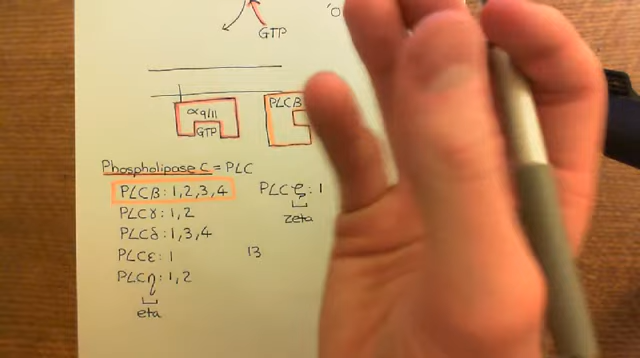 GTP
PLCβ
αq/11
GTP
Phospholipase C = PLC
PLCβ: 1,2,3,4
PLCζ: 1
zeta
PLCγ: 1,2
PLCδ: 1,3,4
PLCε: 1
13
PLCη: 1,2
eta